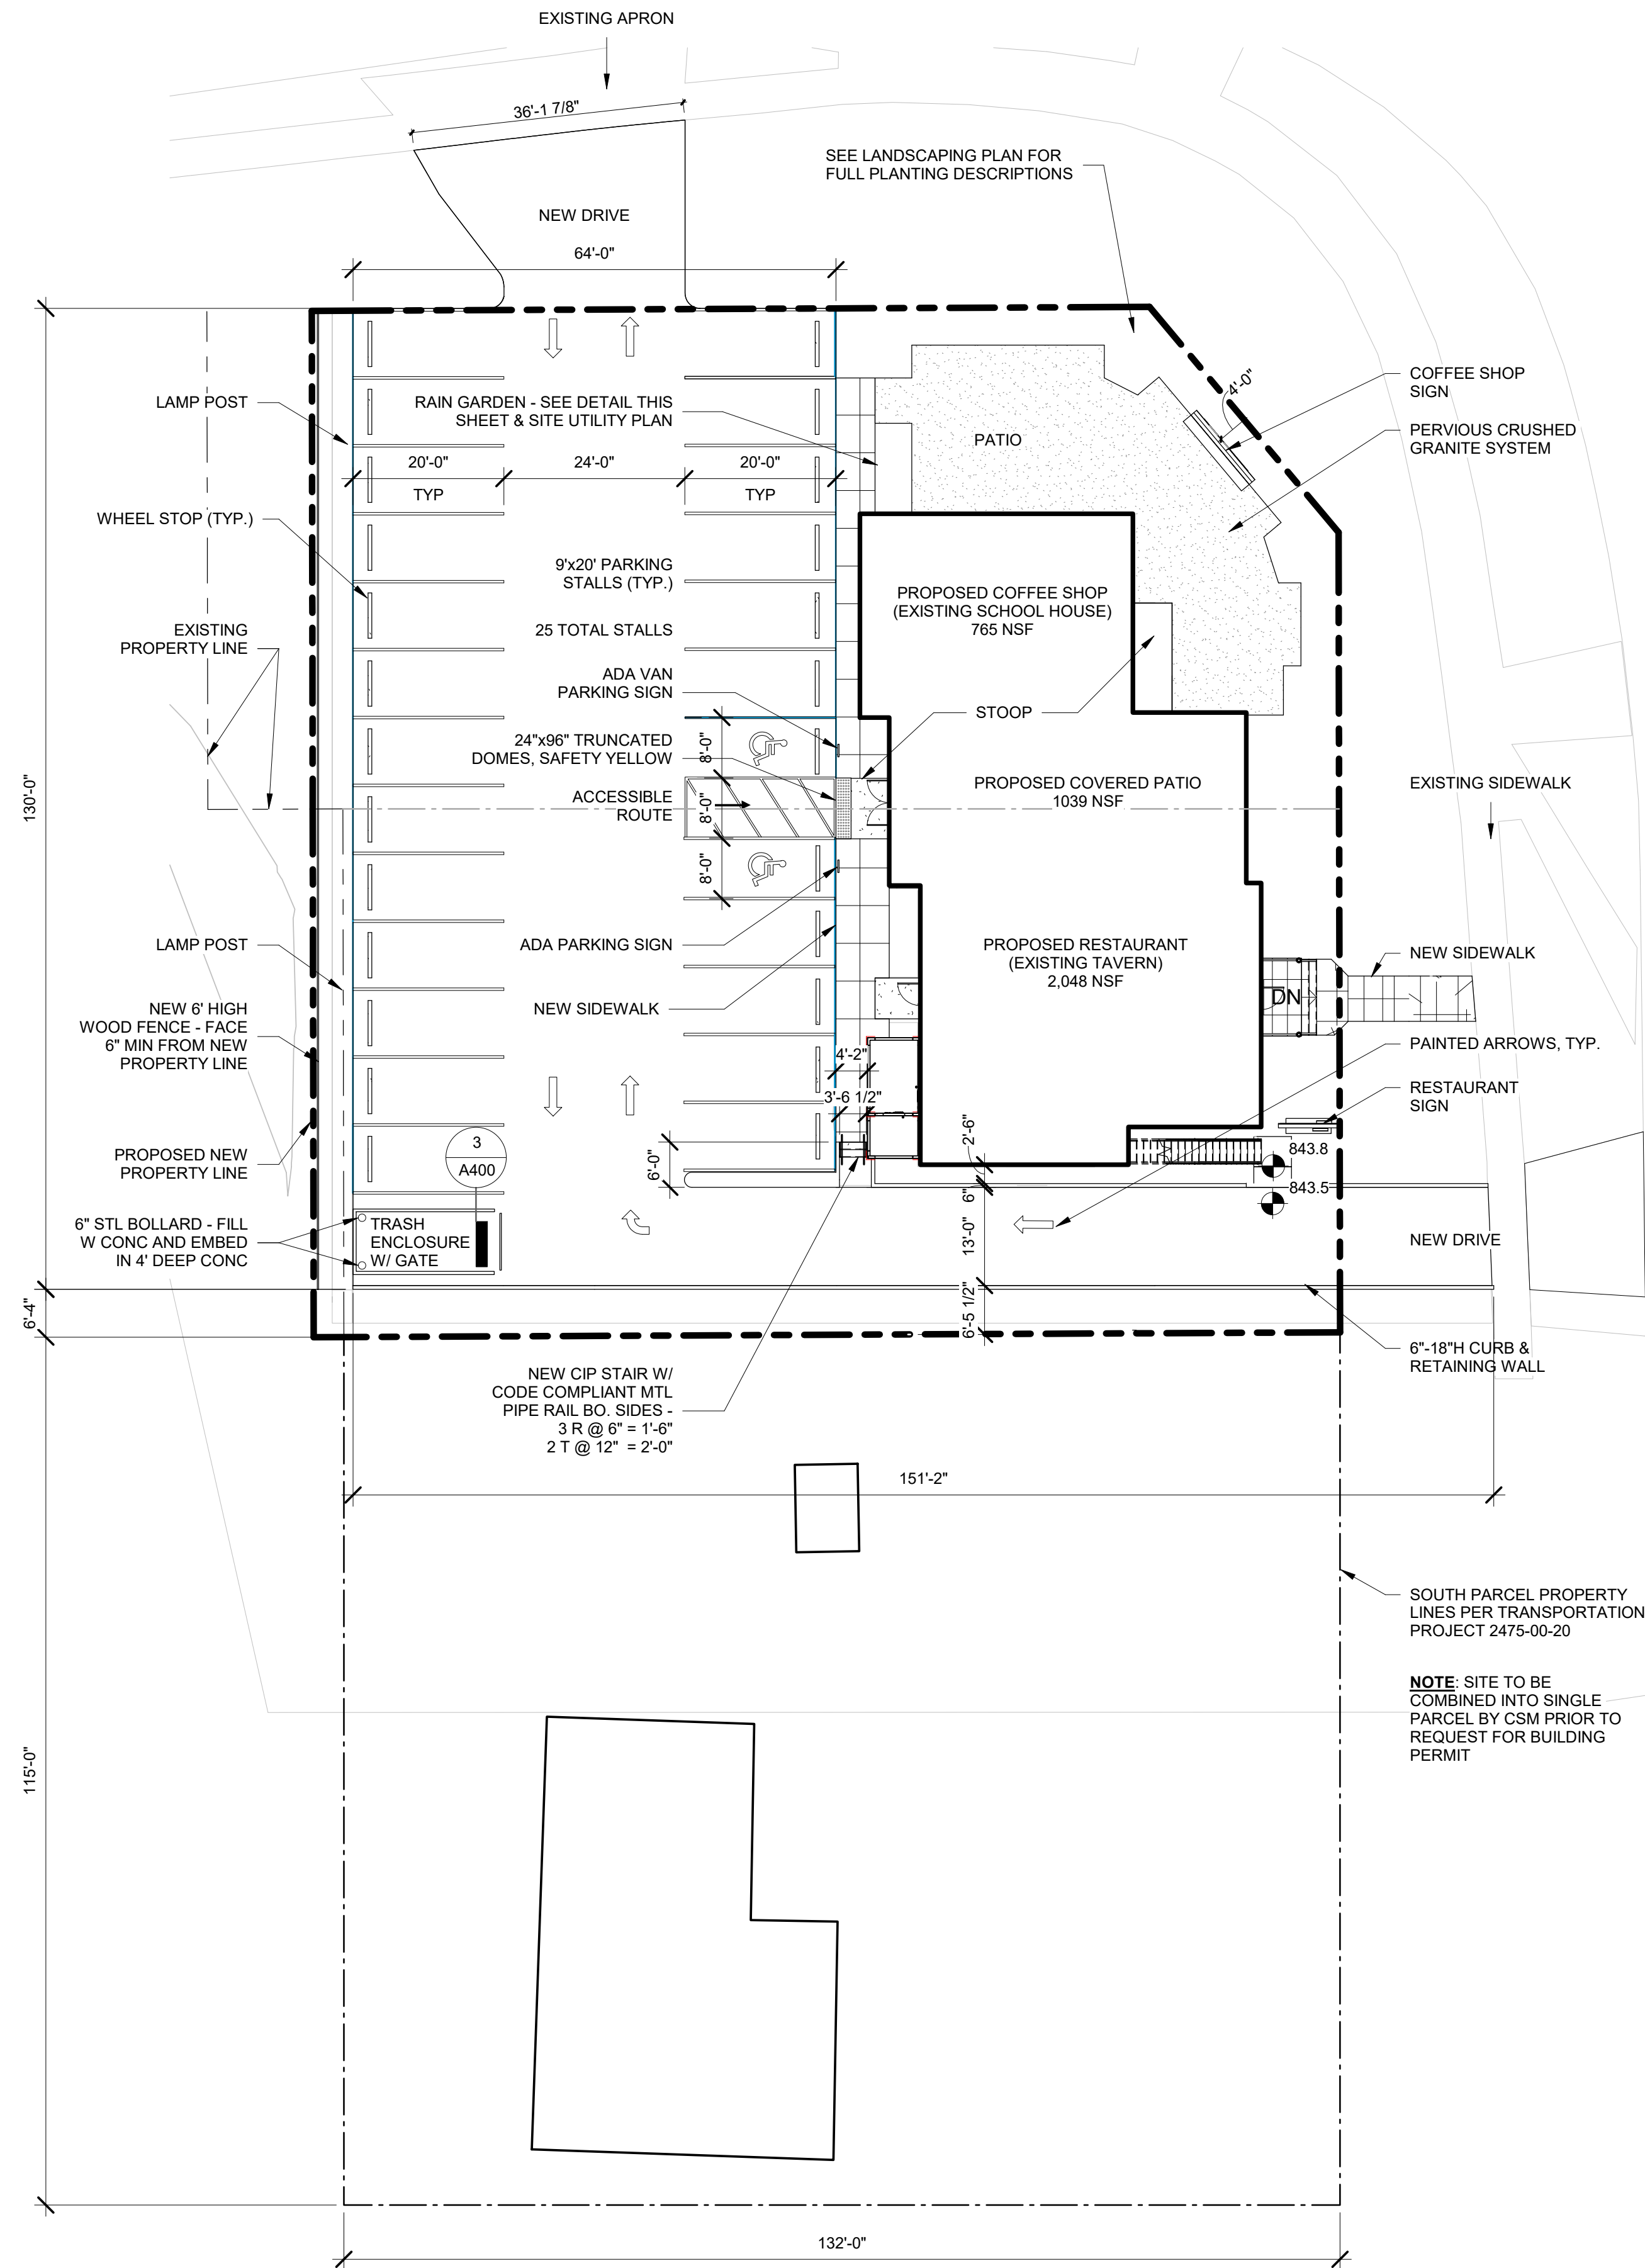 EXISTING APRON
36'-1 7/8"
SEE LANDSCAPING PLAN FOR
FULL PLANTING DESCRIPTIONS
NEW DRIVE
64'-0"
LAMP POST
RAIN GARDEN - SEE DETAIL THIS
SHEET & SITE UTILITY PLAN
PATIO
4'-0"
COFFEE SHOP
SIGN
PERVIOUS CRUSHED
GRANITE SYSTEM
20'-0"
TYP
24'-0"
20'-0"
TYP
WHEEL STOP (TYP.)
9'x20' PARKING
STALLS (TYP.)
25 TOTAL STALLS
PROPOSED COFFEE SHOP
(EXISTING SCHOOL HOUSE)
765 NSF
EXISTING
PROPERTY LINE
ADA VAN
PARKING SIGN
STOOP
24"x96" TRUNCATED
DOMES, SAFETY YELLOW
8'-0"
ACCESSIBLE
ROUTE
8'-0"
8'-0"
PROPOSED COVERED PATIO
1039 NSF
EXISTING SIDEWALK
130'-0"
LAMP POST
ADA PARKING SIGN
PROPOSED RESTAURANT
(EXISTING TAVERN)
2,048 NSF
NEW SIDEWALK
NEW 6' HIGH
WOOD FENCE - FACE
6" MIN FROM NEW
PROPERTY LINE
NEW SIDEWALK
DN
4'-2"
3'-6 1/2"
PAINTED ARROWS, TYP.
RESTAURANT
SIGN
PROPOSED NEW
PROPERTY LINE
3
A400
6'-0"
2'-6"
843.8
843.5
6"
6" STL BOLLARD - FILL
W CONC AND EMBED
IN 4' DEEP CONC
TRASH
ENCLOSURE
W/ GATE
13'-0"
NEW DRIVE
6'-4"
6'-5 1/2"
6"-18"H CURB &
RETAINING WALL
NEW CIP STAIR W/
CODE COMPLIANT MTL
PIPE RAIL BO. SIDES -
3 R @ 6" = 1'-6"
2 T @ 12" = 2'-0"
151'-2"
SOUTH PARCEL PROPERTY
LINES PER TRANSPORTATION
PROJECT 2475-00-20
NOTE: SITE TO BE
COMBINED INTO SINGLE
PARCEL BY CSM PRIOR TO
REQUEST FOR BUILDING
PERMIT
115'-0"
132'-0"